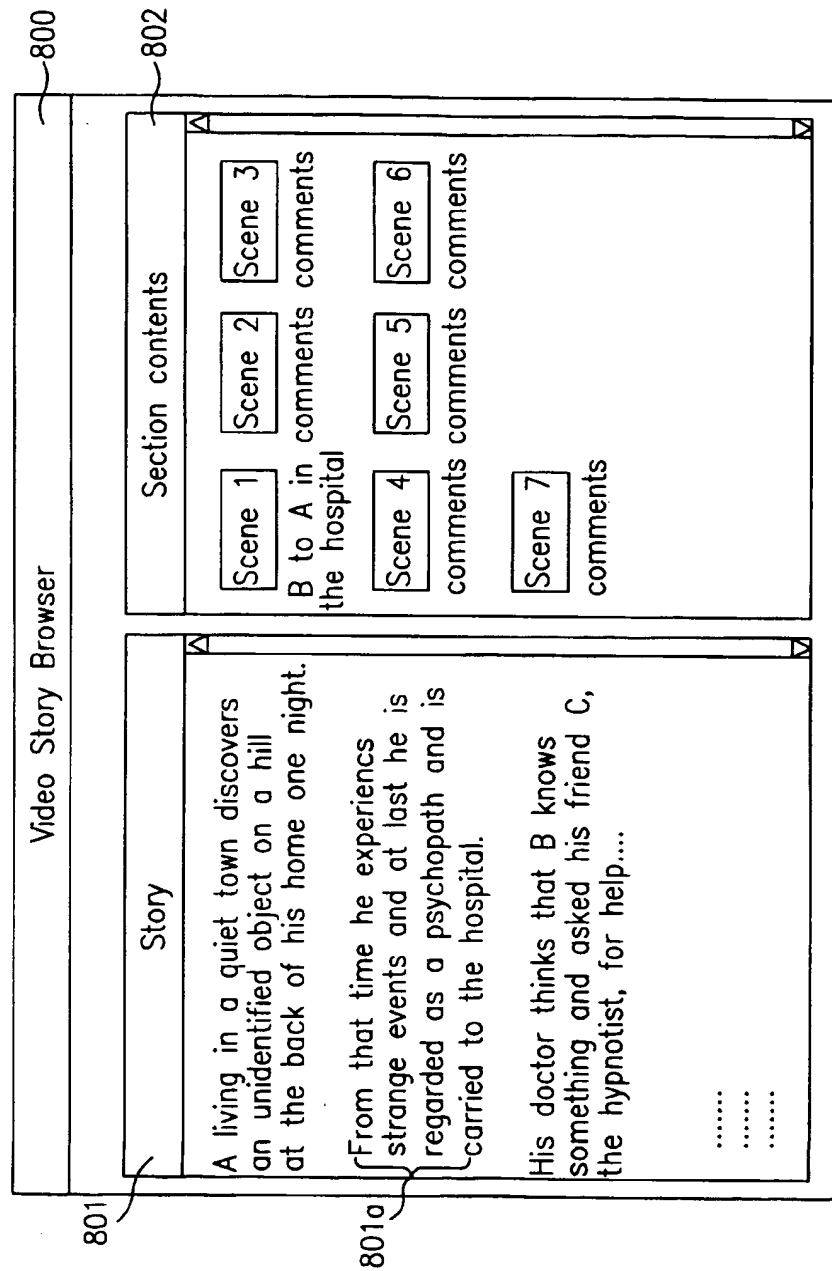 Video Story Browser
800
801
Story
A living in a quiet town discovers
an unidentified object on a hill
at the back of his home one night.
801a
From that time he experiencs
strange events and at last he is
regarded as a psychopath and is
carried to the hospital.
His doctor thinks that B knows
something and asked his friend C,
the hypnotist, for help....
.......
.......
.......
802
Section contents
Scene 1 Scene 2 Scene 3
B to A in comments comments
the hospital
Scene 4 Scene 5 Scene 6
comments comments comments
Scene 7
comments